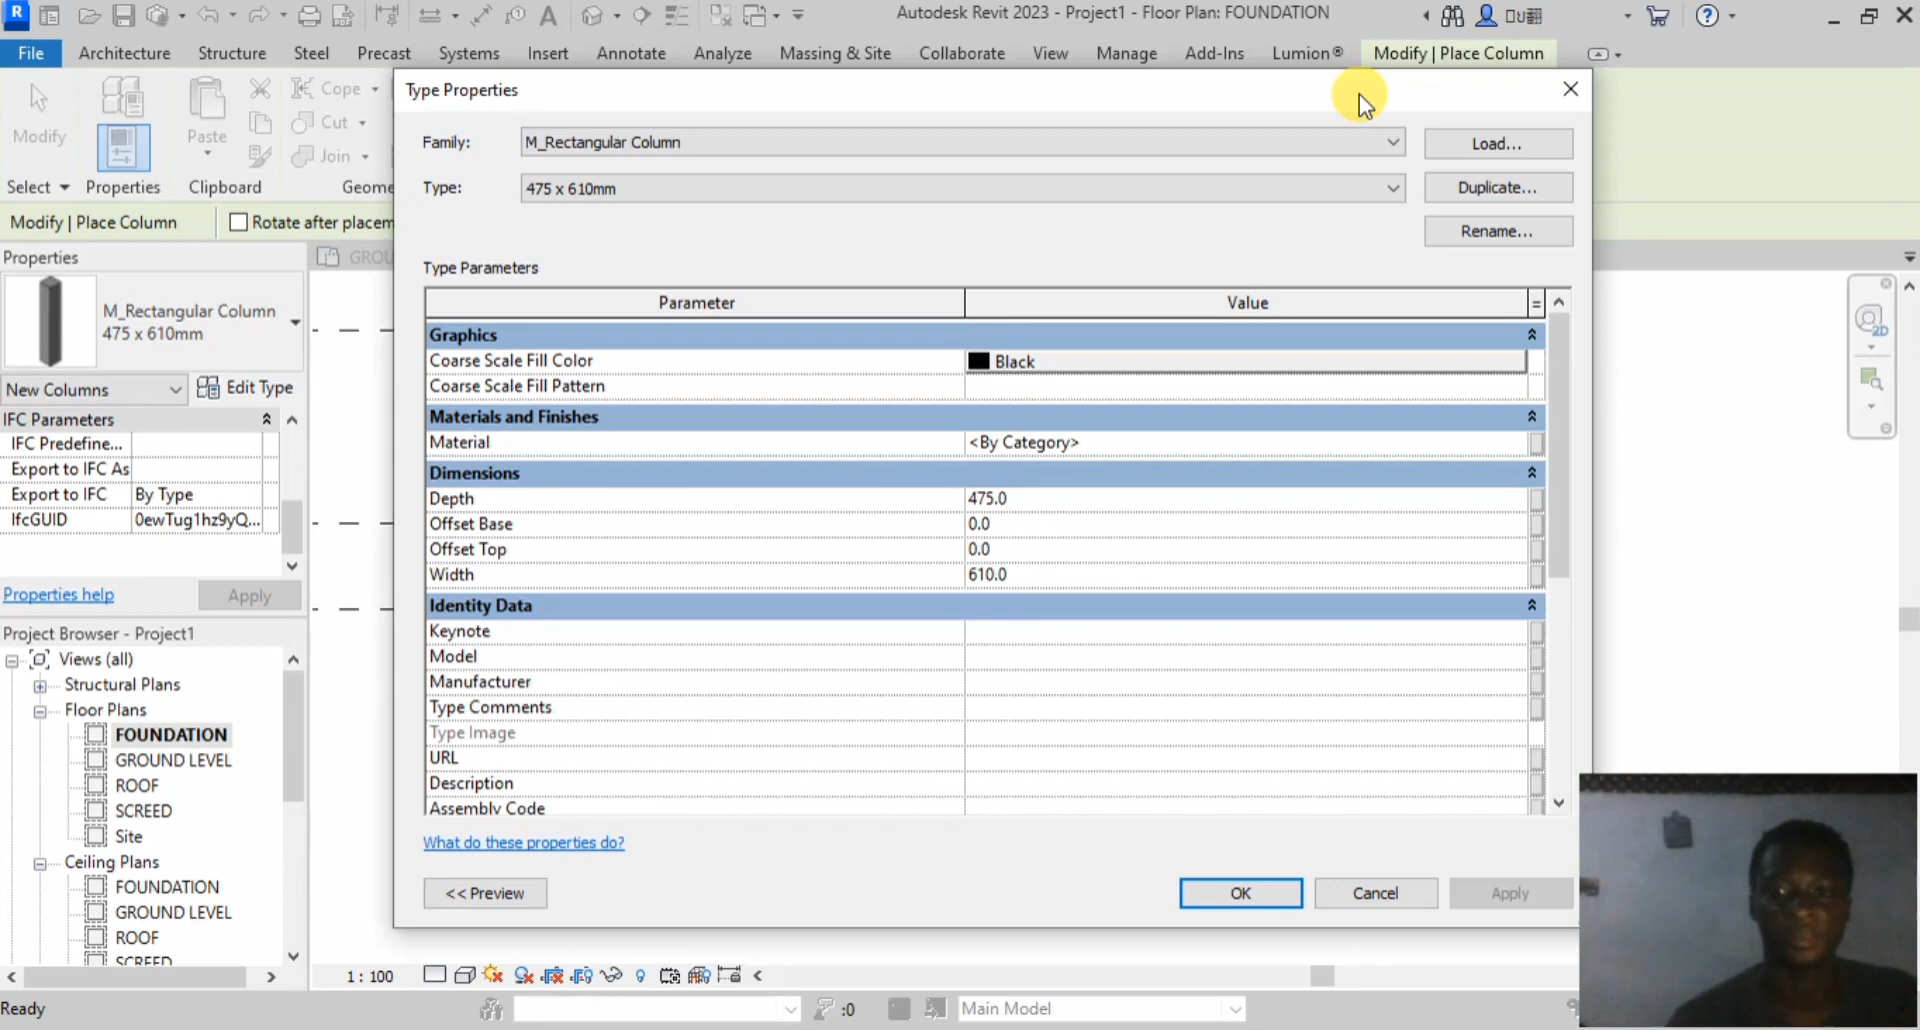 Autodesk Revit 2023 - Project1 - Floor Plan: FOUNDATION
File Architecture Structure Steel Precast Systems Insert Annotate Analyze Massing & Site Collaborate View Manage Add-Ins Lumion® Modify | Place Column
Modify
Paste
Cope
Cut
Join
Select Properties Clipboard Geome
Modify | Place Column
Rotate after placem
Properties
M_Rectangular Column
475 x 610mm
New Columns
Edit Type
IFC Parameters
IFC Predefine...
Export to IFC As
Export to IFC By Type
IfcGUID 0ewTug1hz9yQ...
Properties help
Apply
Project Browser - Project1
Views (all)
Structural Plans
Floor Plans
FOUNDATION
GROUND LEVEL
ROOF
SCREED
Site
Ceiling Plans
FOUNDATION
GROUND LEVEL
ROOF
SCREED
GROU
2D
Type Properties
Family: M_Rectangular Column Load...
Type: 475 x 610mm Duplicate...
Rename...
Type Parameters
Parameter Value =
Graphics
Coarse Scale Fill Color Black
Coarse Scale Fill Pattern
Materials and Finishes
Material <By Category>
Dimensions
Depth 475.0
Offset Base 0.0
Offset Top 0.0
Width 610.0
Identity Data
Keynote
Model
Manufacturer
Type Comments
Type Image
URL
Description
Assembly Code
What do these properties do?
<< Preview OK Cancel Apply
1 : 100
Ready
:0
Main Model